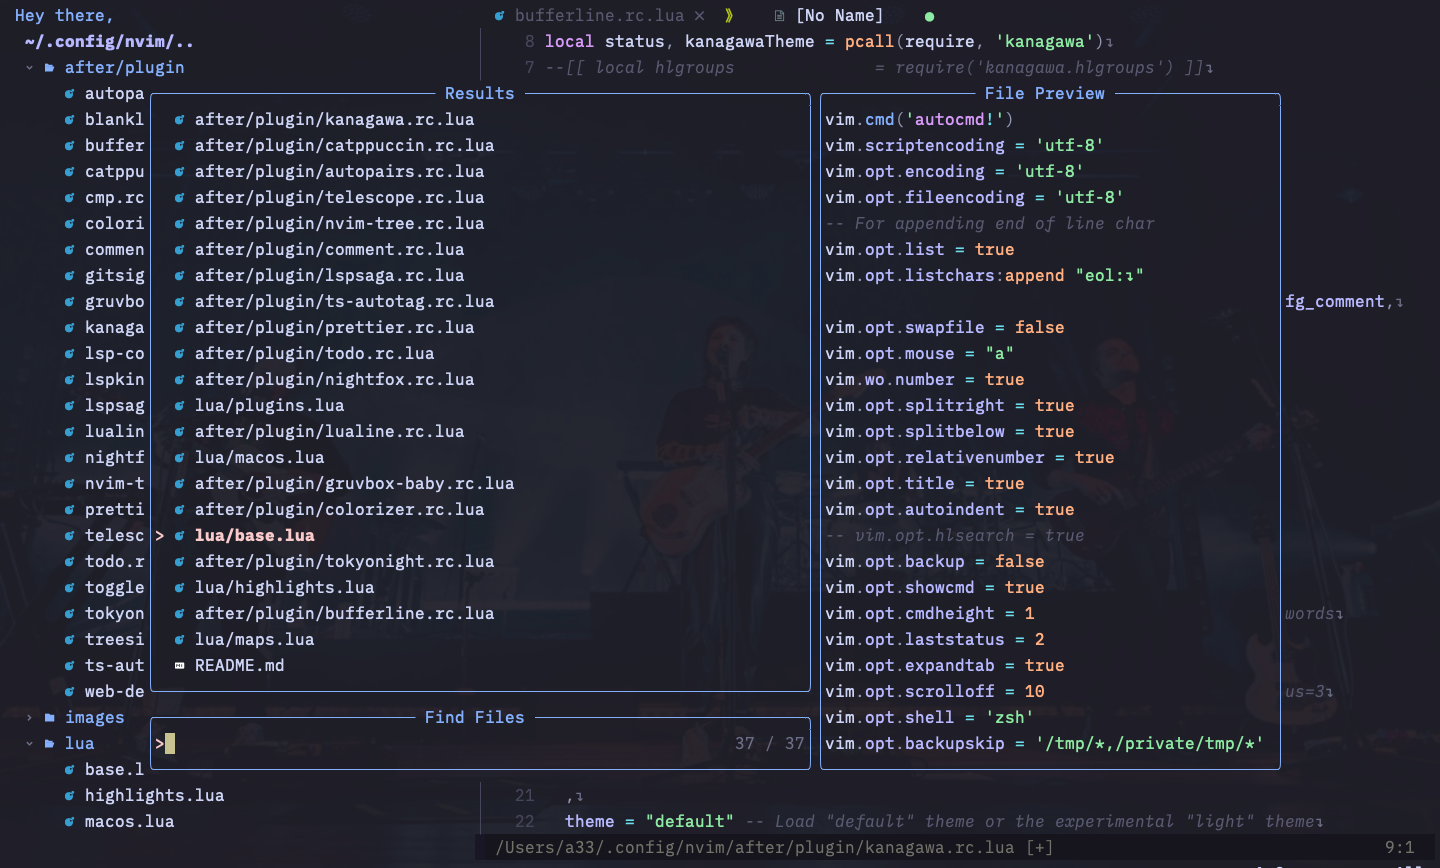 Hey there,
bufferline.rc.lua × [No Name] ●
~/.config/nvim/..
8 local status, kanagawaTheme = pcall(require, 'kanagawa')↴
after/plugin
7 --[[ local hlgroups = require('kanagawa.hlgroups') ]]↴
autopa
blankl
buffer
catppu
cmp.rc
colori
commen
gitsig
gruvbo
kanaga
lsp-co
lspkin
lspsag
lualin
nightf
nvim-t
pretti
telesc
todo.r
toggle
tokyon
treesi
ts-aut
web-de
images
lua
base.l
highlights.lua
macos.lua
Results
after/plugin/kanagawa.rc.lua
after/plugin/catppuccin.rc.lua
after/plugin/autopairs.rc.lua
after/plugin/telescope.rc.lua
after/plugin/nvim-tree.rc.lua
after/plugin/comment.rc.lua
after/plugin/lspsaga.rc.lua
after/plugin/ts-autotag.rc.lua
after/plugin/prettier.rc.lua
after/plugin/todo.rc.lua
after/plugin/nightfox.rc.lua
lua/plugins.lua
after/plugin/lualine.rc.lua
lua/macos.lua
after/plugin/gruvbox-baby.rc.lua
after/plugin/colorizer.rc.lua
> lua/base.lua
after/plugin/tokyonight.rc.lua
lua/highlights.lua
after/plugin/bufferline.rc.lua
lua/maps.lua
README.md
Find Files
> 37 / 37
File Preview
vim.cmd('autocmd!')
vim.scriptencoding = 'utf-8'
vim.opt.encoding = 'utf-8'
vim.opt.fileencoding = 'utf-8'
-- For appending end of line char
vim.opt.list = true
vim.opt.listchars:append "eol:↴"
vim.opt.swapfile = false
vim.opt.mouse = "a"
vim.wo.number = true
vim.opt.splitright = true
vim.opt.splitbelow = true
vim.opt.relativenumber = true
vim.opt.title = true
vim.opt.autoindent = true
-- vim.opt.hlsearch = true
vim.opt.backup = false
vim.opt.showcmd = true
vim.opt.cmdheight = 1
vim.opt.laststatus = 2
vim.opt.expandtab = true
vim.opt.scrolloff = 10
vim.opt.shell = 'zsh'
vim.opt.backupskip = '/tmp/*,/private/tmp/*'
fg_comment,↴
words↴
us=3↴
21 ,↴
22 theme = "default" -- Load "default" theme or the experimental "light" theme↴
/Users/a33/.config/nvim/after/plugin/kanagawa.rc.lua [+] 9:1